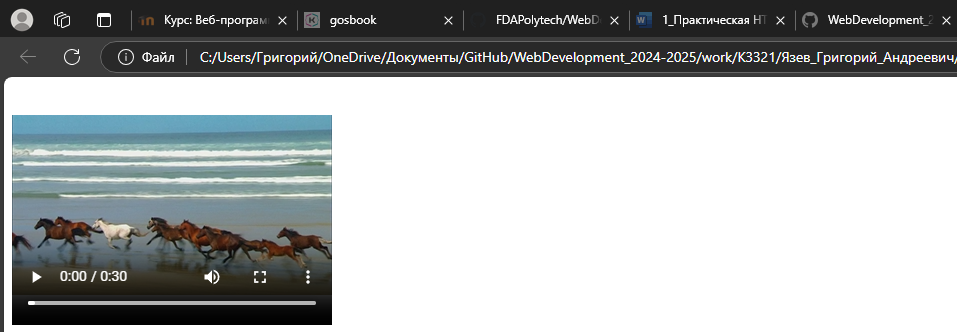 Курс: Веб-програм
gosbook
FDAPolytech/WebD
1_Практическая HT
WebDevelopment_2
Файл
C:/Users/Григорий/OneDrive/Документы/GitHub/WebDevelopment_2024-2025/work/K3321/Язев_Григорий_Андреевич/
0:00 / 0:30